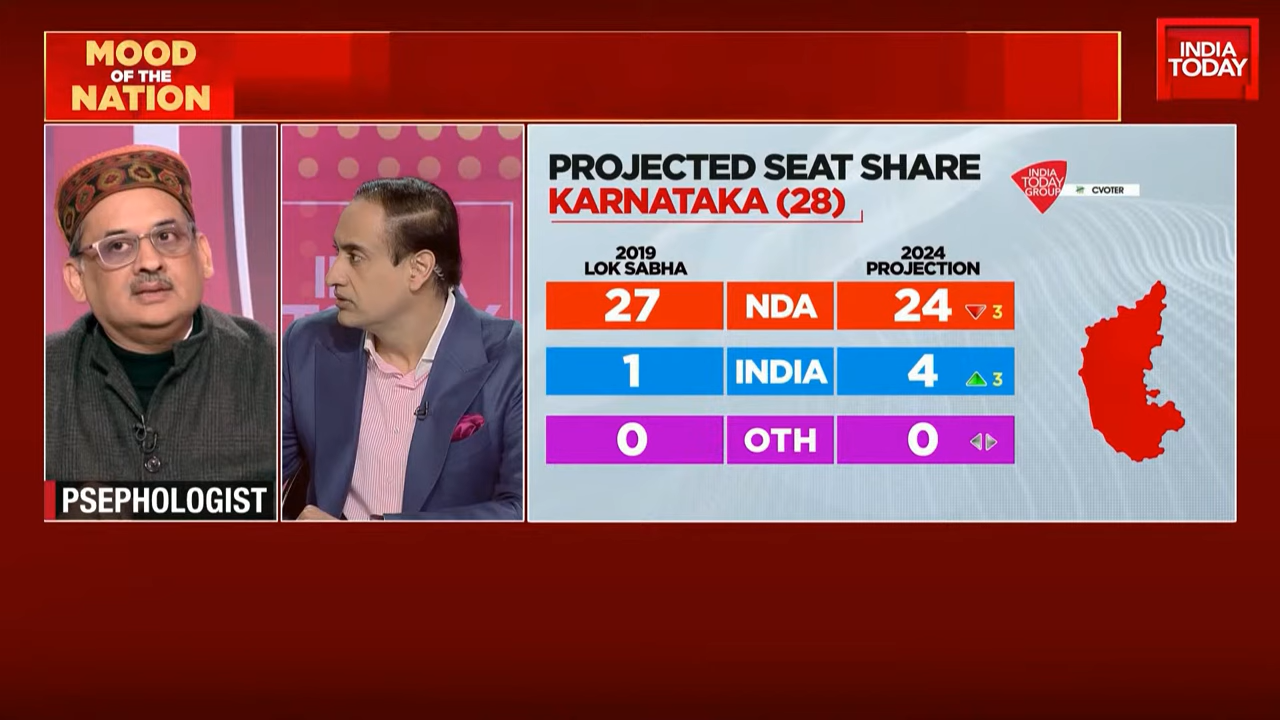 MOOD
OF THE
NATION
INDIA
TODAY
PROJECTED SEAT SHARE
KARNATAKA (28)
INDIA
TODAY
GROUP
CVOTER
2019
LOK SABHA
2024
PROJECTION
27 NDA 24 3
1 INDIA 4 3
0 OTH 0
PSEPHOLOGIST